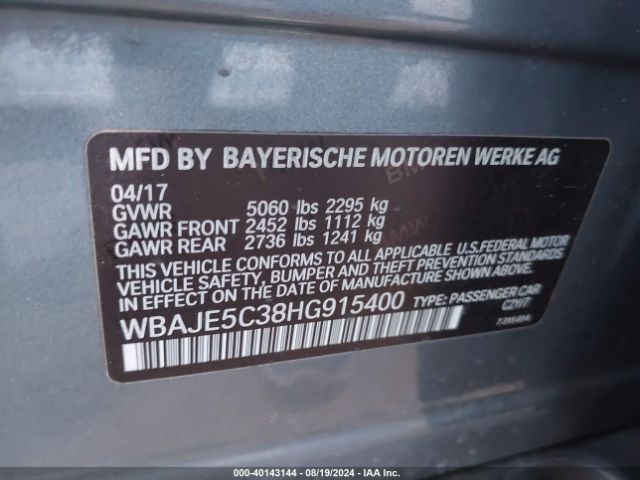 MFD BY BAYERISCHE MOTOREN WERKE AG
04/17
GVWR 5060 lbs 2295 kg
GAWR FRONT 2452 lbs 1112 kg
GAWR REAR 2736 lbs 1241 kg
THIS VEHICLE CONFORMS TO ALL APPLICABLE U.S.FEDERAL MOTOR
VEHICLE SAFETY, BUMPER AND THEFT PREVENTION STANDARDS
IN EFFECT ON THE DATE OF MANUFACTURE SHOWN ABOVE.
WBAJE5C38HG915400 TYPE: PASSENGER CAR
000-40143144 - 08/19/2024 - IAA Inc.